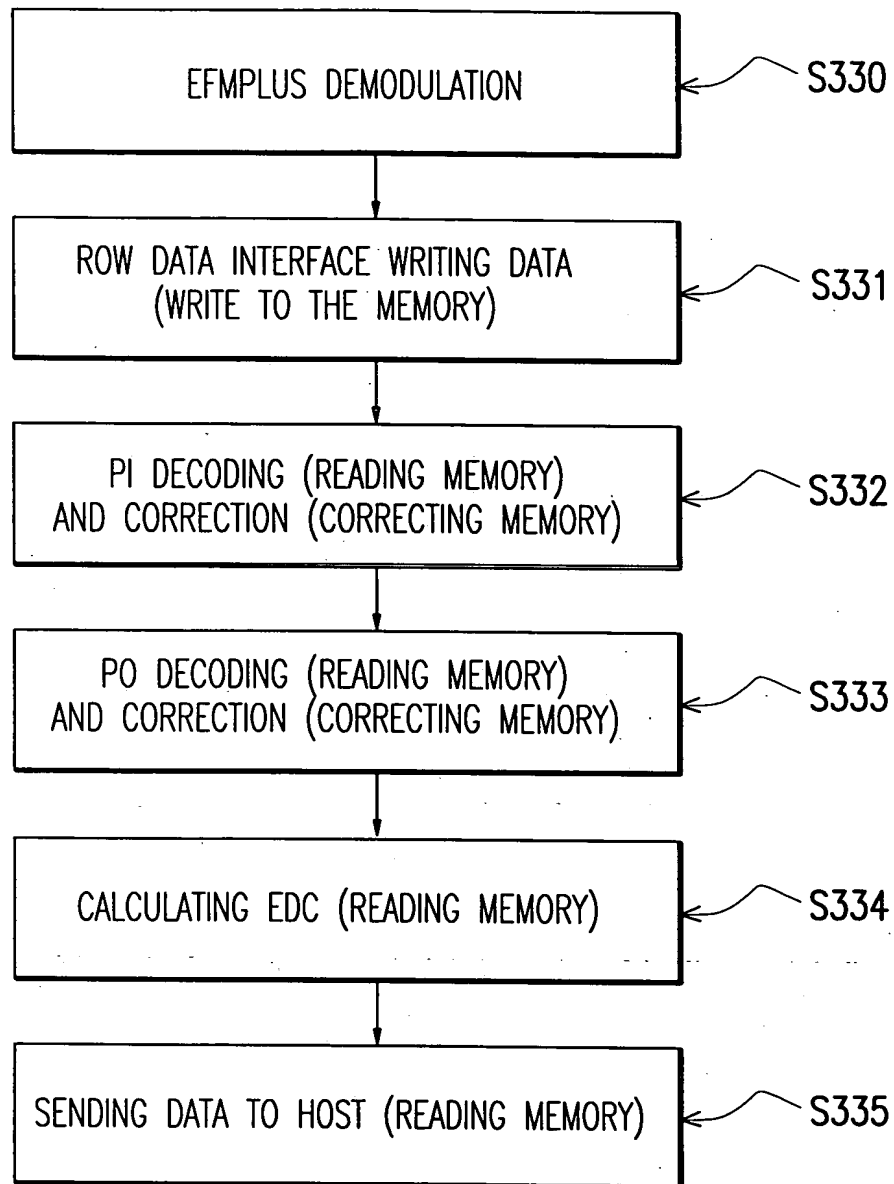 EFMPLUS DEMODULATION
S330
ROW DATA INTERFACE WRITING DATA
(WRITE TO THE MEMORY)
S331
PI DECODING (READING MEMORY)
AND CORRECTION (CORRECTING MEMORY)
S332
PO DECODING (READING MEMORY)
AND CORRECTION (CORRECTING MEMORY)
S333
CALCULATING EDC (READING MEMORY)
S334
SENDING DATA TO HOST (READING MEMORY)
S335